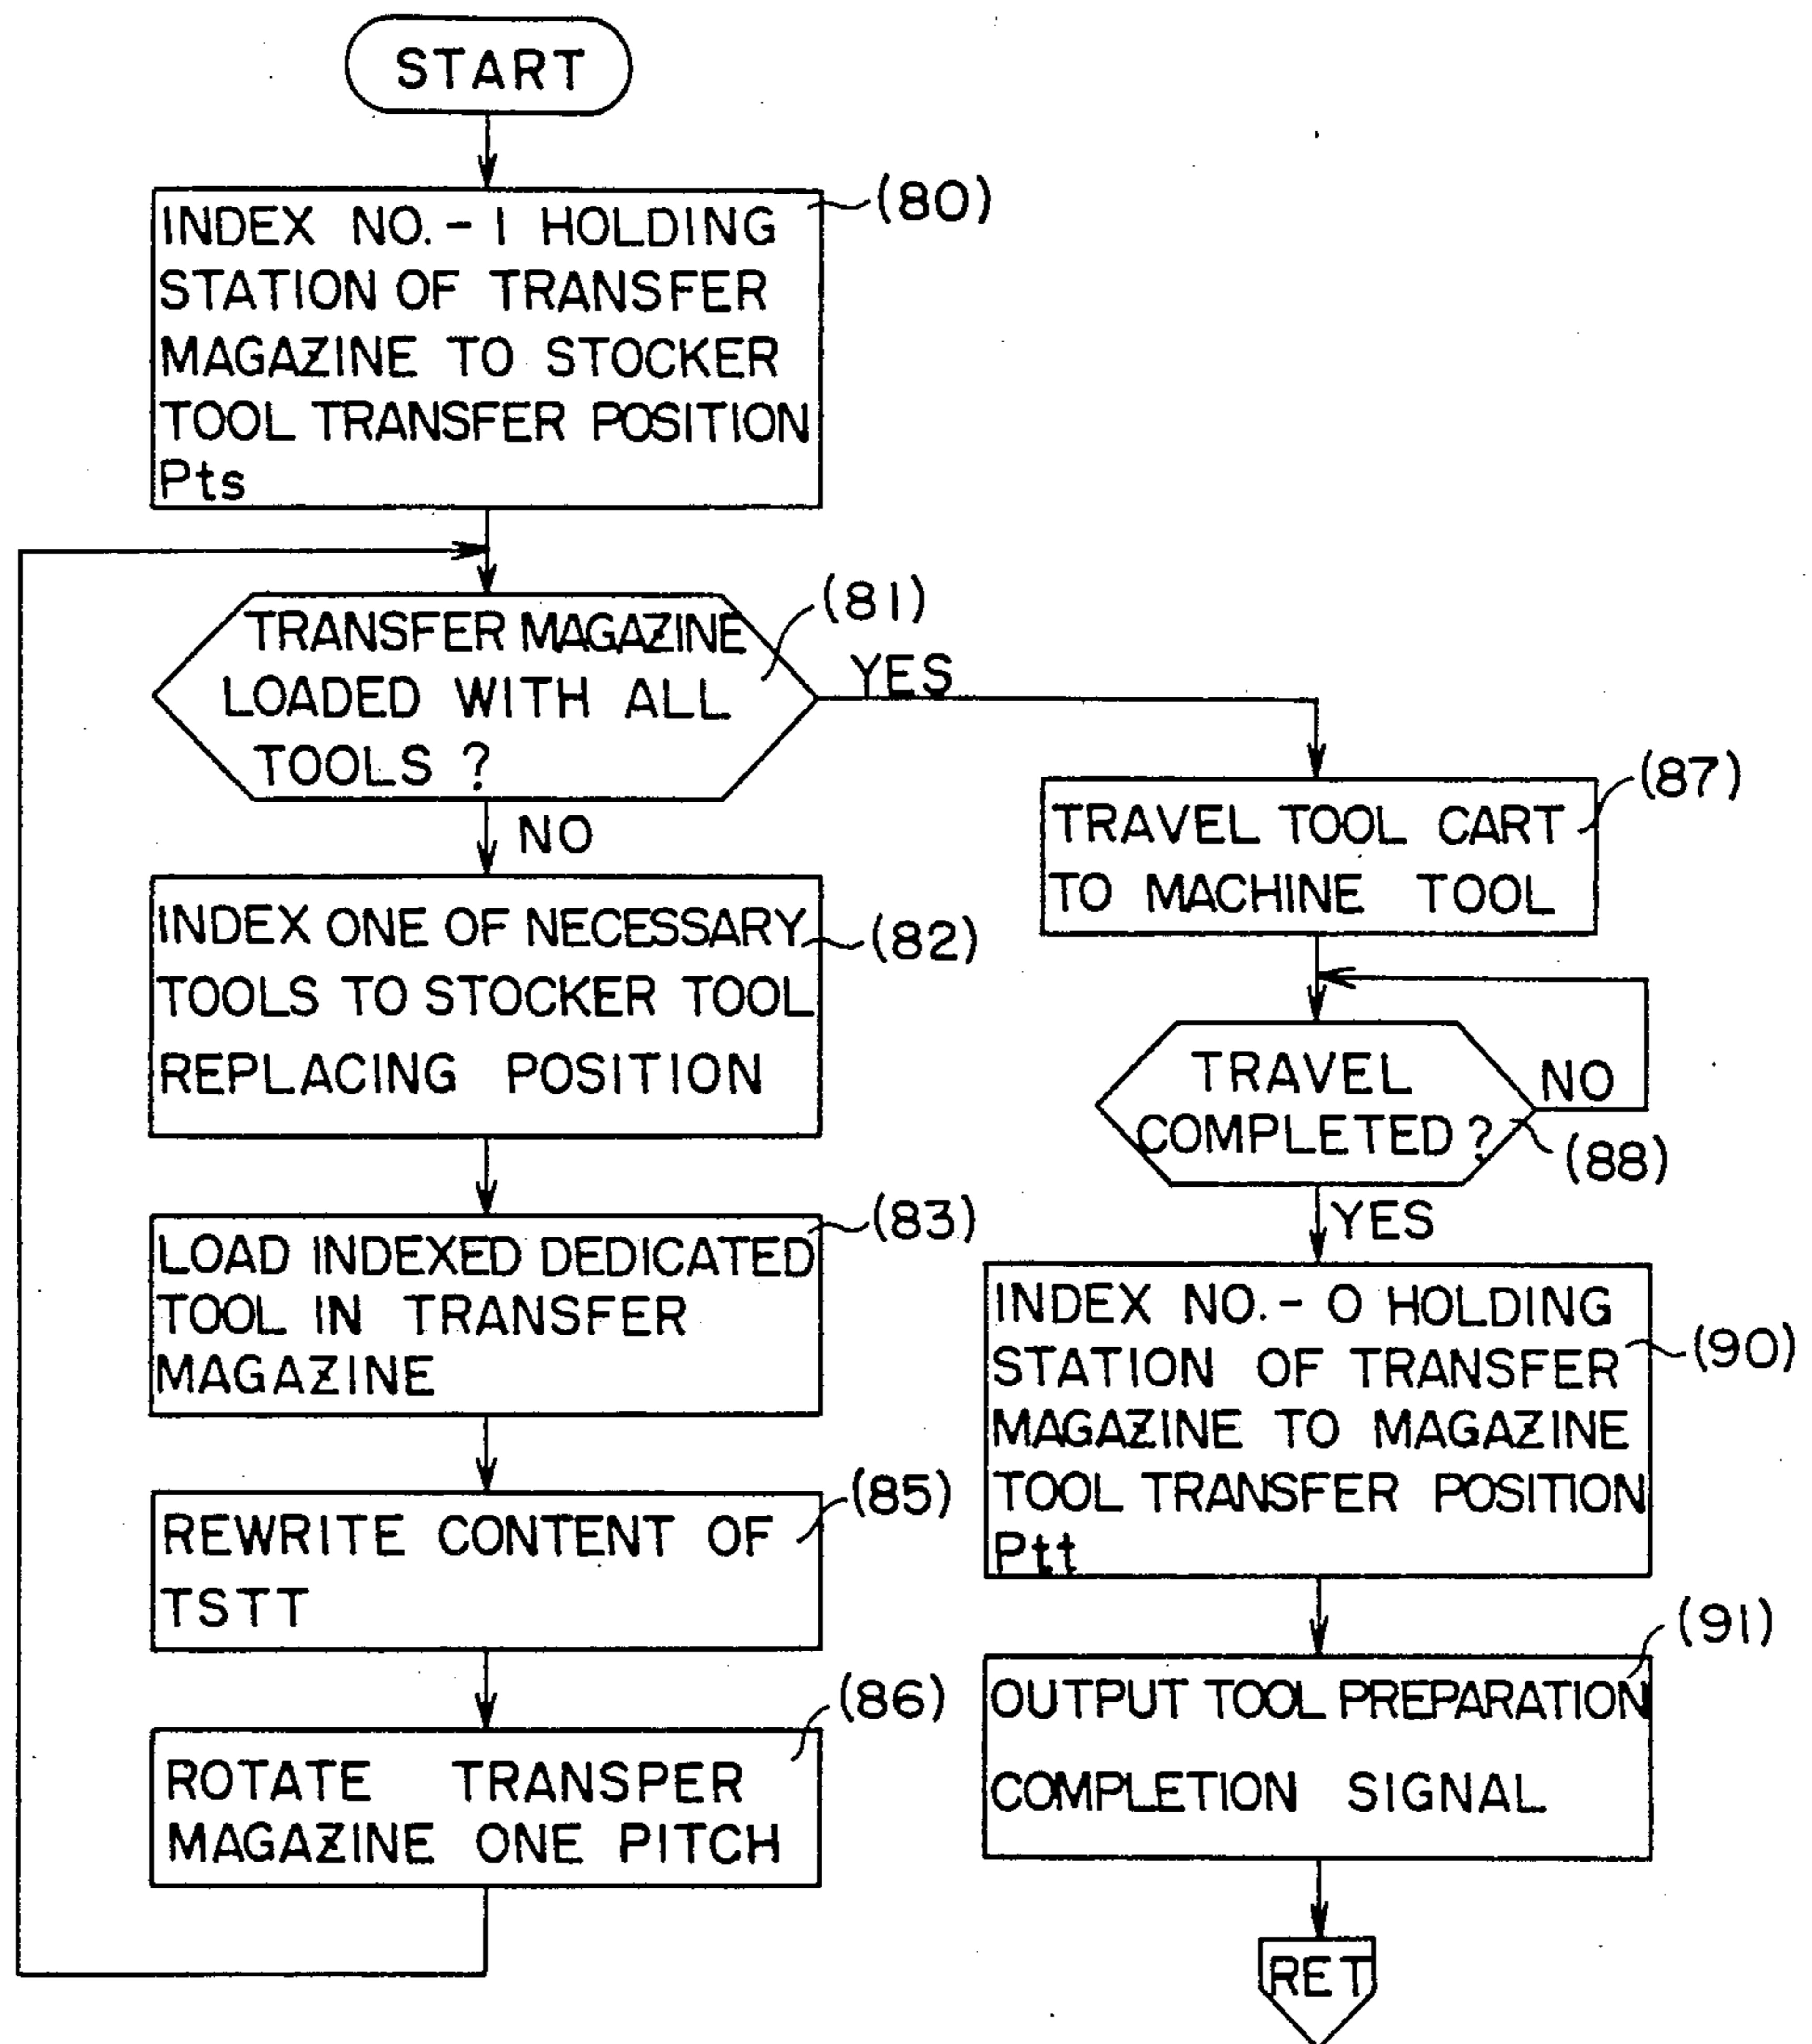 START
(80)
INDEX NO.-1 HOLDING
STATION OF TRANSFER
MAGAZINE TO STOCKER
TOOL TRANSFER POSITION
Pts
(81)
TRANSFER MAGAZINE
LOADED WITH ALL
TOOLS ?
YES
NO
(82)
INDEX ONE OF NECESSARY
TOOLS TO STOCKER TOOL
REPLACING POSITION
(83)
LOAD INDEXED DEDICATED
TOOL IN TRANSFER
MAGAZINE
(85)
REWRITE CONTENT OF
TSTT
(86)
ROTATE TRANSPER
MAGAZINE ONE PITCH
(87)
TRAVEL TOOL CART
TO MACHINE TOOL
TRAVEL
COMPLETED ?
NO
(88)
YES
INDEX NO.-0 HOLDING
STATION OF TRANSFER
MAGAZINE TO MAGAZINE
TOOL TRANSFER POSITION
Ptt
(90)
(91)
OUTPUT TOOL PREPARATION
COMPLETION SIGNAL
RET